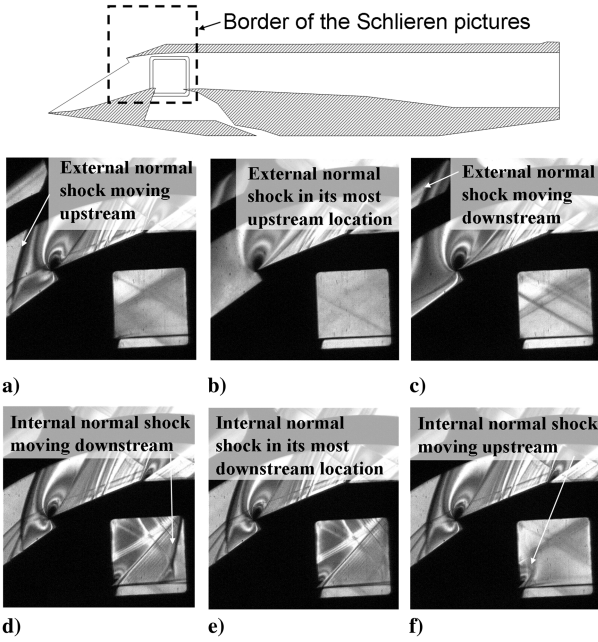 Border of the Schlieren pictures
External normal
shock moving
upstream
External normal
shock in its most
upstream location
External normal
shock moving
downstream
a)
b)
c)
Internal normal shock
moving downstream
Internal normal
shock in its most
downstream location
Internal normal shock
moving upstream
d)
e)
f)